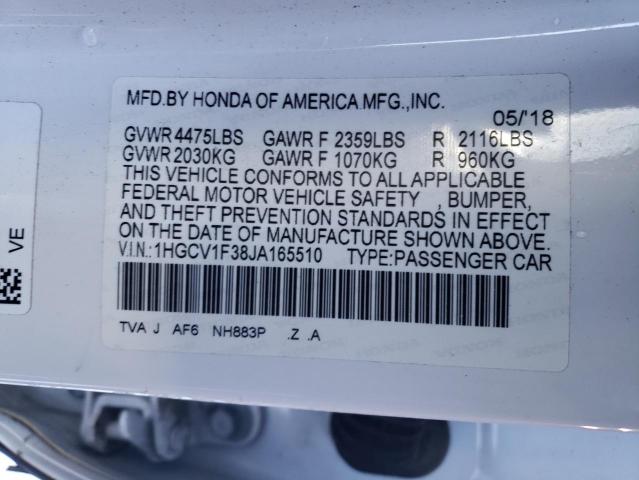 MFD.BY HONDA OF AMERICA MFG.,INC.
05/'18
GVWR 4475LBS GAWR F 2359LBS R 2116LBS
GVWR 2030KG GAWR F 1070KG R 960KG
THIS VEHICLE CONFORMS TO ALL APPLICABLE
FEDERAL MOTOR VEHICLE SAFETY , BUMPER,
AND THEFT PREVENTION STANDARDS IN EFFECT
ON THE DATE OF MANUFACTURE SHOWN ABOVE.
V.I.N.:1HGCV1F38JA165510 TYPE:PASSENGER CAR
TVA J AF6 NH883P .Z .A
VE